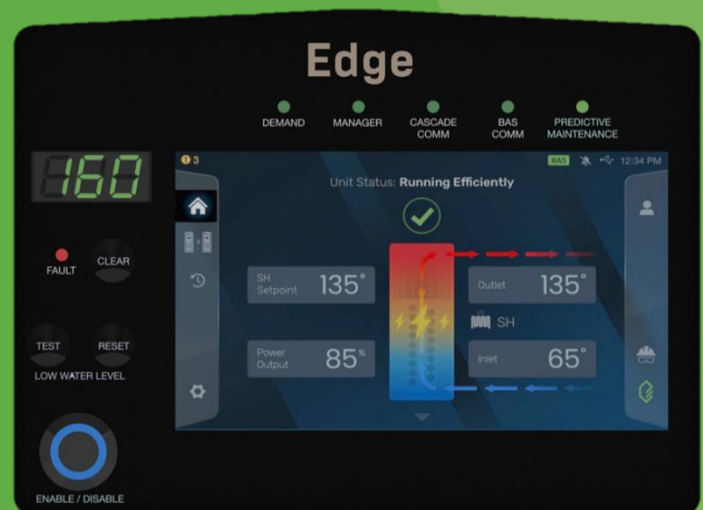 Edge
DEMAND
MANAGER
CASCADE
COMM
BAS
COMM
PREDICTIVE
MAINTENANCE
160
3
BAS
12:34 PM
Unit Status: Running Efficiently
FAULT
CLEAR
SH
Setpoint
135°
Outlet
135°
SH
TEST
RESET
LOW WATER LEVEL
Power
Output
85%
Inlet
65°
ENABLE / DISABLE